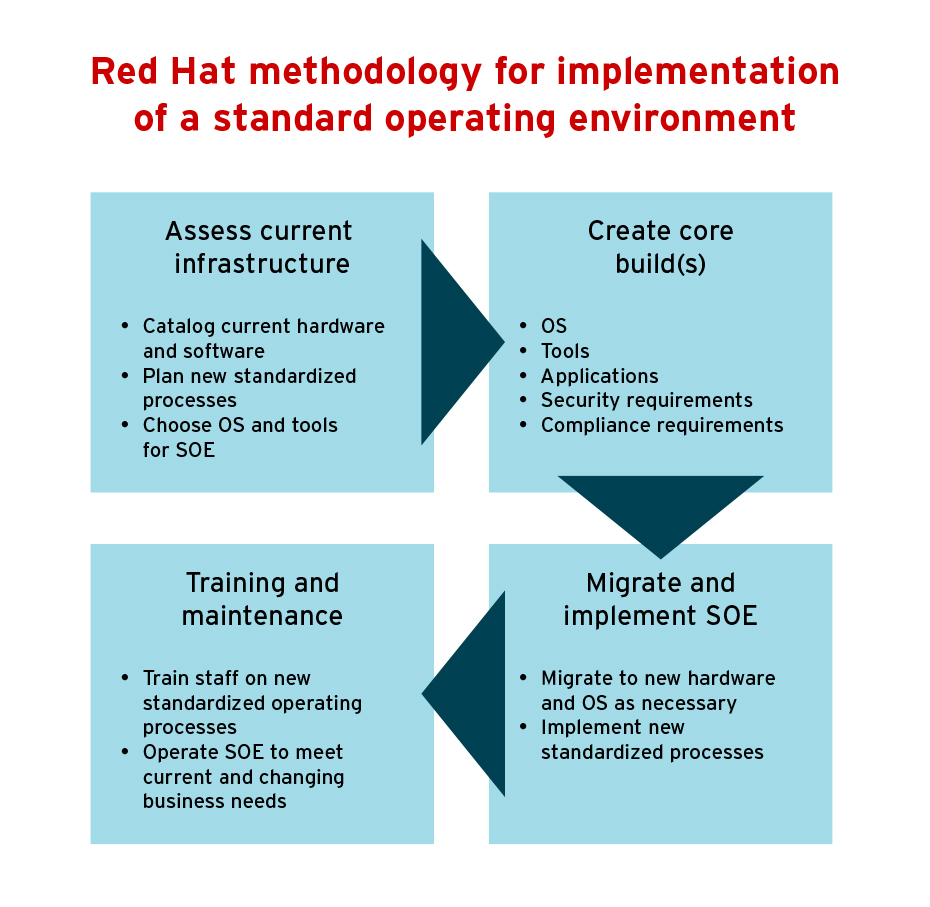 Red Hat methodology for implementation
of a standard operating environment
Assess current
infrastructure
• Catalog current hardware
and software
• Plan new standardized
processes
• Choose OS and tools
for SOE
Create core
build(s)
• OS
• Tools
• Applications
• Security requirements
• Compliance requirements
Migrate and
implement SOE
• Migrate to new hardware
and OS as necessary
• Implement new
standardized processes
Training and
maintenance
• Train staff on new
standardized operating
processes
• Operate SOE to meet
current and changing
business needs